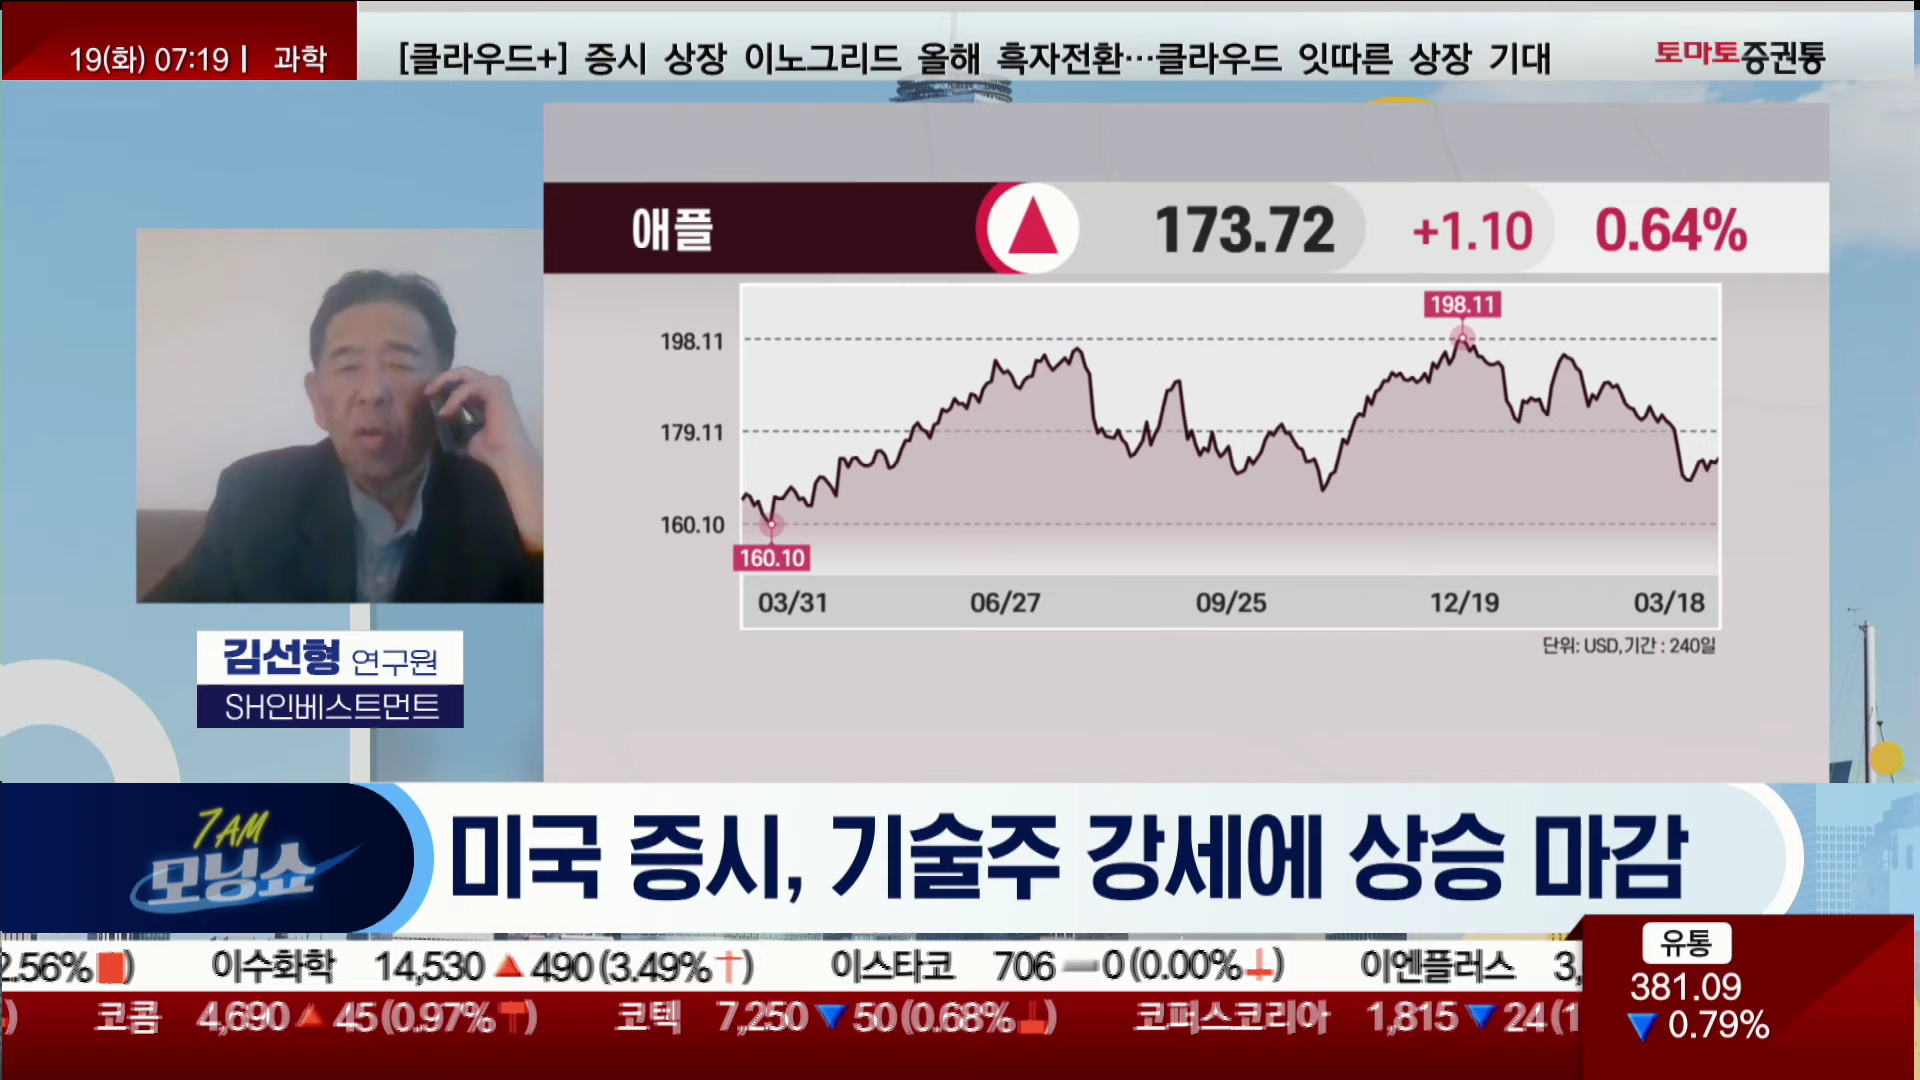 19(화) 07:19 | 과학
[클라우드+] 증시 상장 이노그리드 올해 흑자전환…클라우드 잇따른 상장 기대
토마토증권통
애플 ▲ 173.72 +1.10 0.64%
198.11
198.11
179.11
160.10
160.10
03/31 06/27 09/25 12/19 03/18
단위: USD,기간 : 240일
김선형 연구원
SH인베스트먼트
7AM
모닝쇼
미국 증시, 기술주 강세에 상승 마감
2.56% ) 이수화학 14,530 ▲ 490 (3.49%↑) 이스타코 706 ━ 0 (0.00% ) 이엔플러스 3,
) 코콤 4,690 ▲ 45 (0.97% ) 코텍 7,250 ▼ 50 (0.68% ) 코퍼스코리아 1,815 ▼ 24 (1
유통
381.09
▼ 0.79%